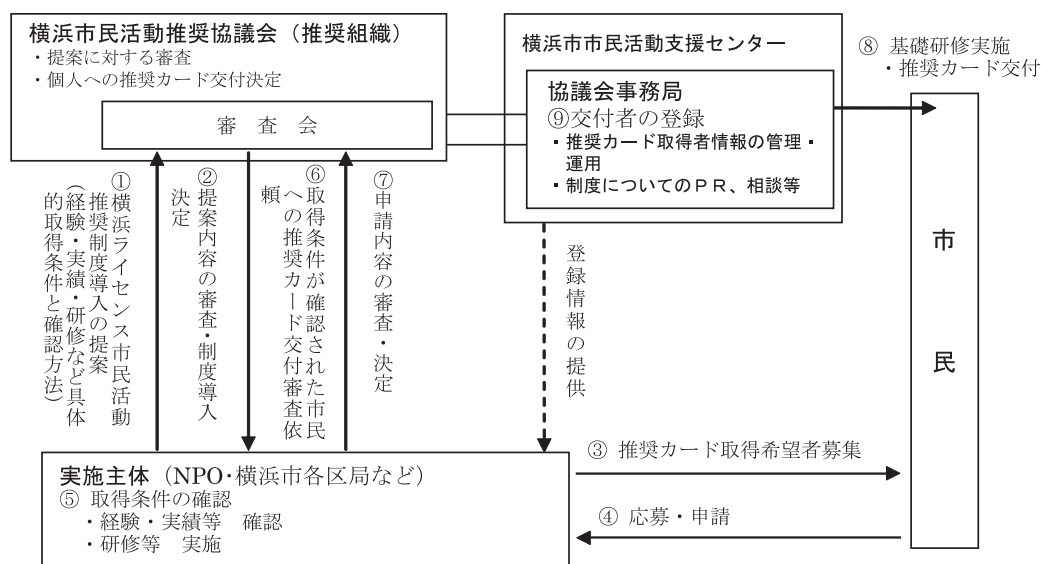 横浜市民活動推奨協議会（推奨組織）
・提案に対する審査
・個人への推奨カード交付決定
審　査　会
横浜市市民活動支援センター
協議会事務局
⑨交付者の登録
・推奨カード取得者情報の管理・
運用
・制度についてのＰＲ、相談等
⑧ 基礎研修実施
・推奨カード交付
市　民
①横浜ライセンス市民活動
推奨制度導入の提案
（経験・実績・研修など具体
的取得条件と確認方法）
②提案内容の審査・制度導入
決定
⑥取得条件が確認された市民
への推奨カード交付審査依
頼
⑦申請内容の審査・決定
登録情報の提供
実施主体（NPO・横浜市各区局など）
⑤ 取得条件の確認
・経験・実績等　確認
・研修等　実施
③ 推奨カード取得希望者募集
④ 応募・申請